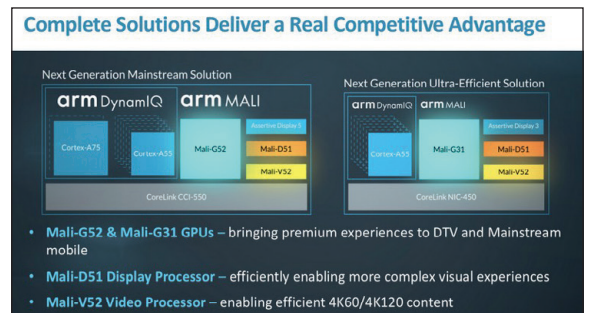 Complete Solutions Deliver a Real Competitive Advantage
Next Generation Mainstream Solution
arm DynamIQ arm MALI
Cortex-A75
Cortex-A55
Mali-G52
Assertive Display 5
Mali-D51
Mali-V52
CoreLink CCI-550
Next Generation Ultra-Efficient Solution
arm DynamIQ arm MALI
Cortex-A55
Mali-G31
Assertive Display 3
Mali-D51
Mali-V52
CoreLink NIC-450
• Mali-G52 & Mali-G31 GPUs – bringing premium experiences to DTV and Mainstream
mobile
• Mali-D51 Display Processor – efficiently enabling more complex visual experiences
• Mali-V52 Video Processor – enabling efficient 4K60/4K120 content